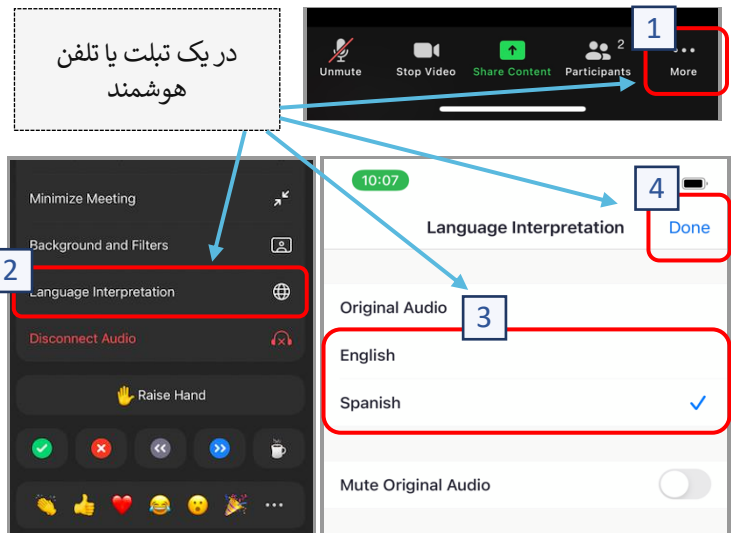 در یک تبلت یا تلفن
هوشمند
1
2
Unmute
Stop Video
Share Content
Participants
More
2
Minimize Meeting
Background and Filters
Language Interpretation
Disconnect Audio
Raise Hand
10:07
4
Language Interpretation
Done
Original Audio
3
English
Spanish
Mute Original Audio